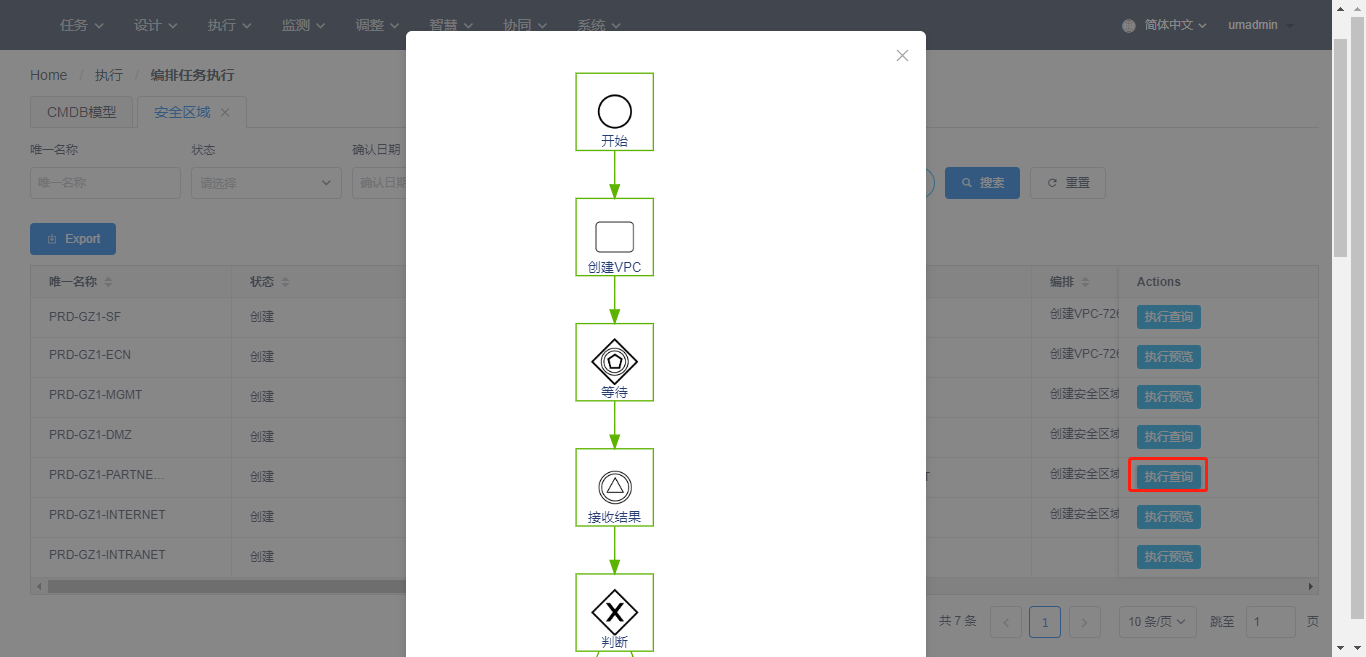 任务 设计 执行 监测 调整 智慧 协同 系统 简体中文 umadmin
Home / 执行 / 编排任务执行
CMDB模型 安全区域
唯一名称 状态 确认日期
唯一名称 请选择 确认日期 搜索 重置
Export
唯一名称 状态 编排 Actions
PRD-GZ1-SF 创建 创建VPC-726 执行查询
PRD-GZ1-ECN 创建 创建VPC-726 执行预览
PRD-GZ1-MGMT 创建 创建安全区域 执行预览
PRD-GZ1-DMZ 创建 创建安全区域 执行查询
PRD-GZ1-PARTNE... 创建 T 创建安全区域 执行查询
PRD-GZ1-INTERNET 创建 创建安全区域 执行预览
PRD-GZ1-INTRANET 创建 执行预览
共 7 条 1 10 条/页 跳至 1 页
开始
创建VPC
等待
接收结果
判断